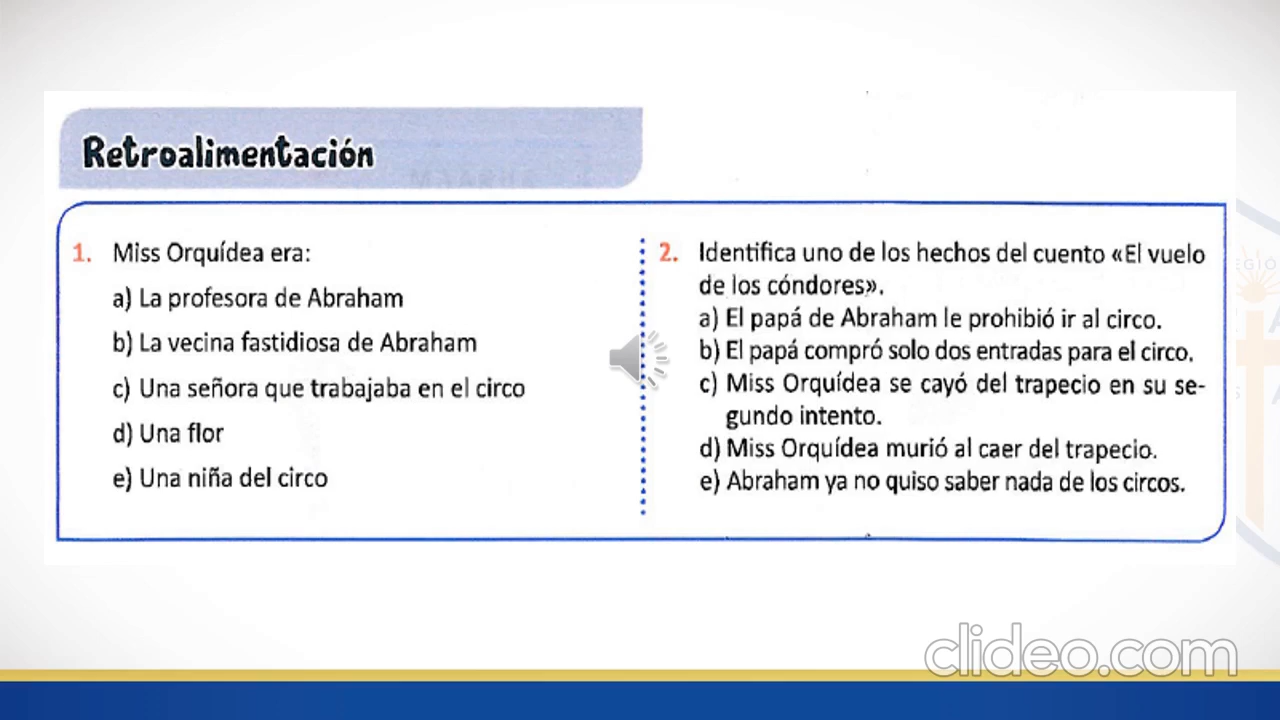 Retroalimentación
1. Miss Orquídea era:
a) La profesora de Abraham
b) La vecina fastidiosa de Abraham
c) Una señora que trabajaba en el circo
d) Una flor
e) Una niña del circo
2. Identifica uno de los hechos del cuento «El vuelo
de los cóndores».
a) El papá de Abraham le prohibió ir al circo.
b) El papá compró solo dos entradas para el circo.
c) Miss Orquídea se cayó del trapecio en su se-
gundo intento.
d) Miss Orquídea murió al caer del trapecio.
e) Abraham ya no quiso saber nada de los circos.
clideo.com